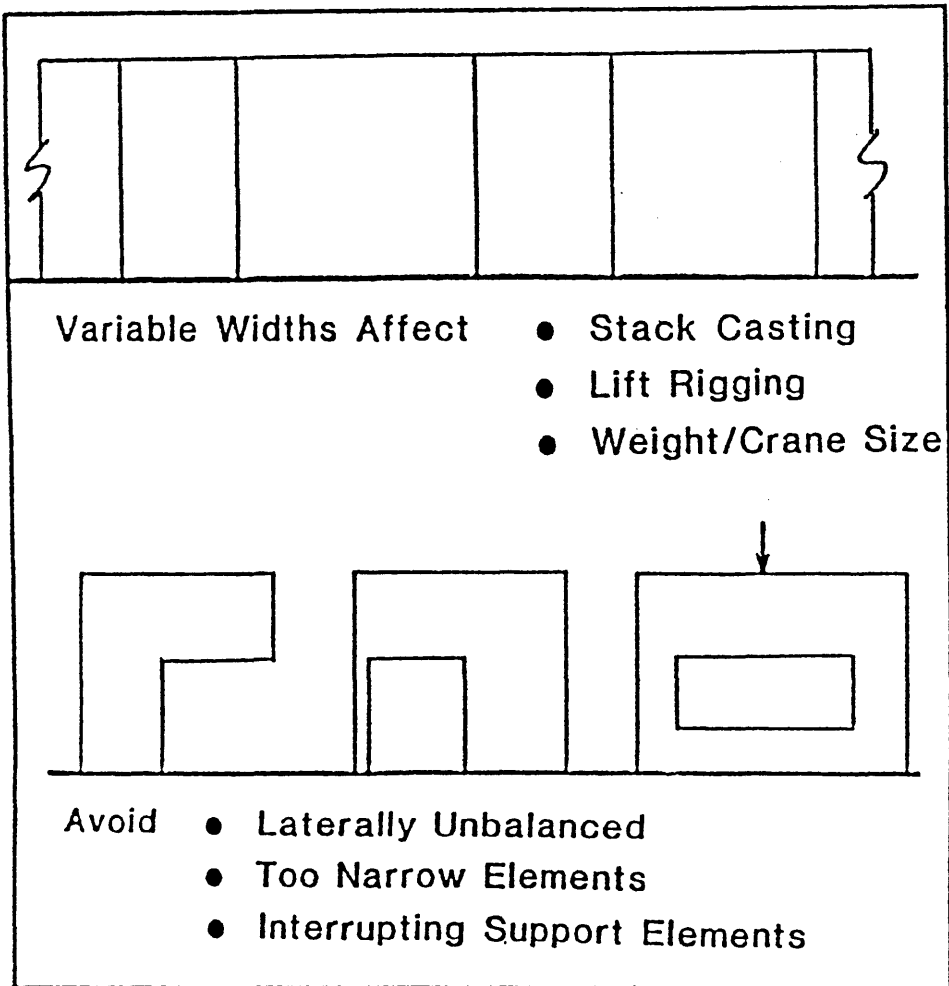 Variable Widths Affect ● Stack Casting
● Lift Rigging
● Weight/Crane Size
Avoid ● Laterally Unbalanced
● Too Narrow Elements
● Interrupting Support Elements